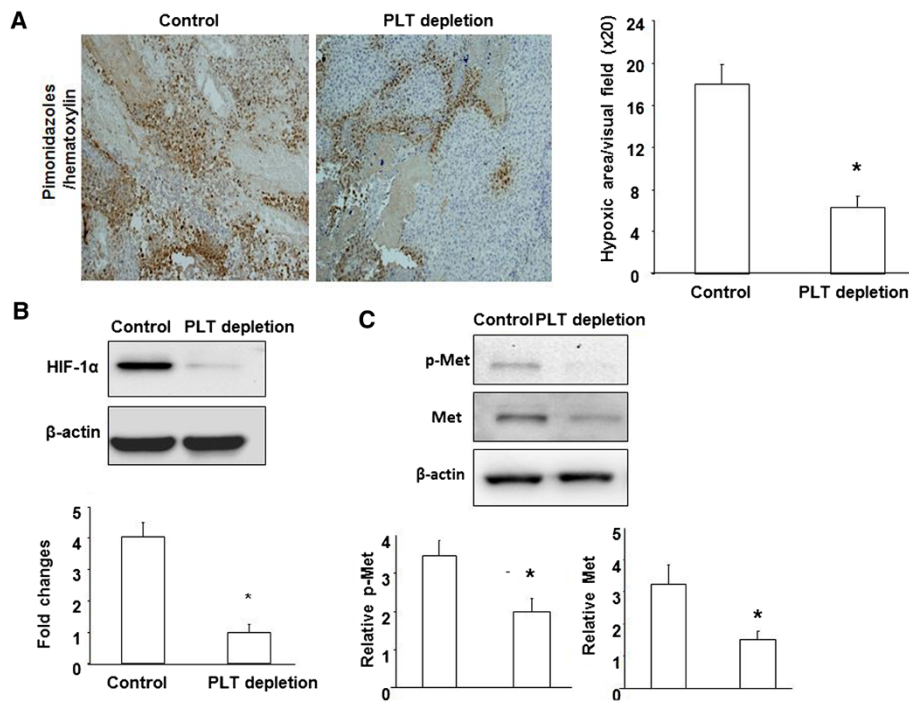 A
Control
PLT depletion
Pimonidazoles
/hematoxylin
Hypoxic area/visual field (x20)
24
20
16
12
8
4
0
*
Control
PLT depletion
B
Control
PLT depletion
HIF-1α
β-actin
Fold changes
5
4
3
2
1
0
*
Control
PLT depletion
C
Control
PLT depletion
p-Met
Met
β-actin
Relative p-Met
4
3
2
1
0
*
Relative Met
5
4
3
2
1
0
*